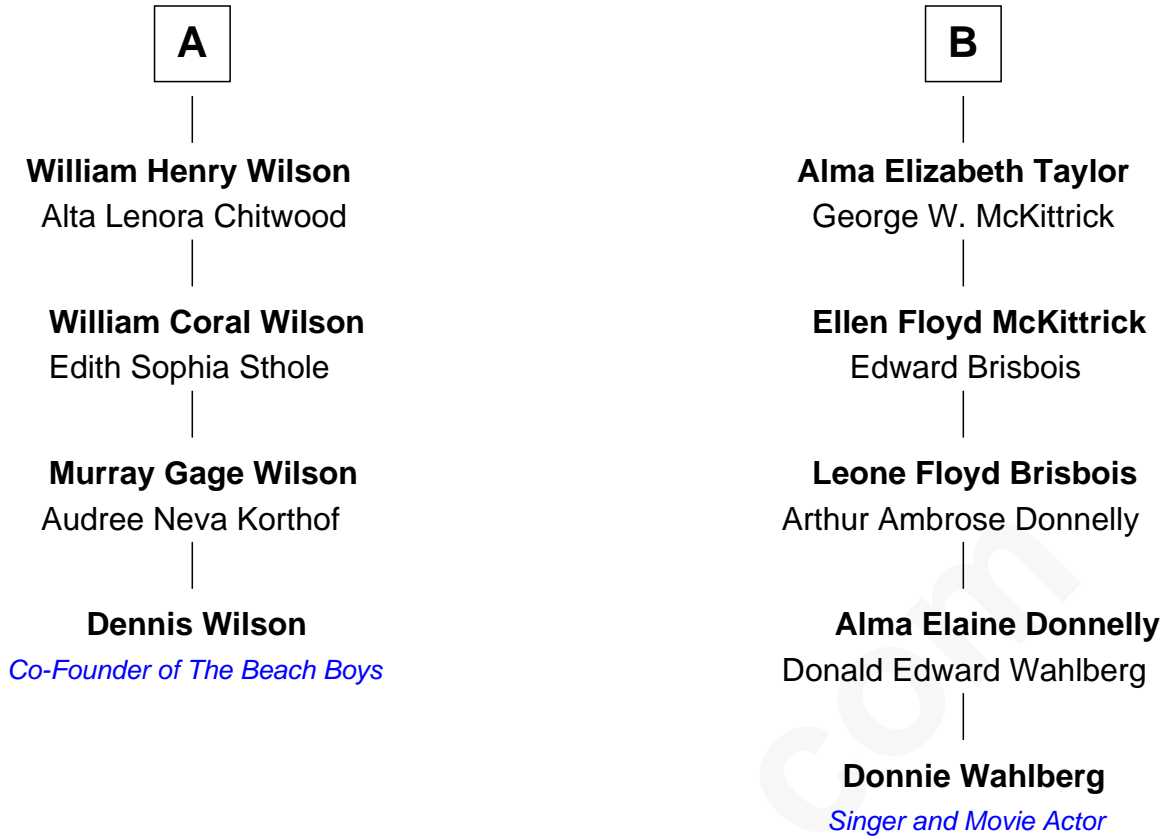 A
William Henry Wilson
Alta Lenora Chitwood
William Coral Wilson
Edith Sophia Sthole
Murray Gage Wilson
Audree Neva Korthof
Dennis Wilson
Co-Founder of The Beach Boys
B
Alma Elizabeth Taylor
George W. McKittrick
Ellen Floyd McKittrick
Edward Brisbois
Leone Floyd Brisbois
Arthur Ambrose Donnelly
Alma Elaine Donnelly
Donald Edward Wahlberg
Donnie Wahlberg
Singer and Movie Actor
com